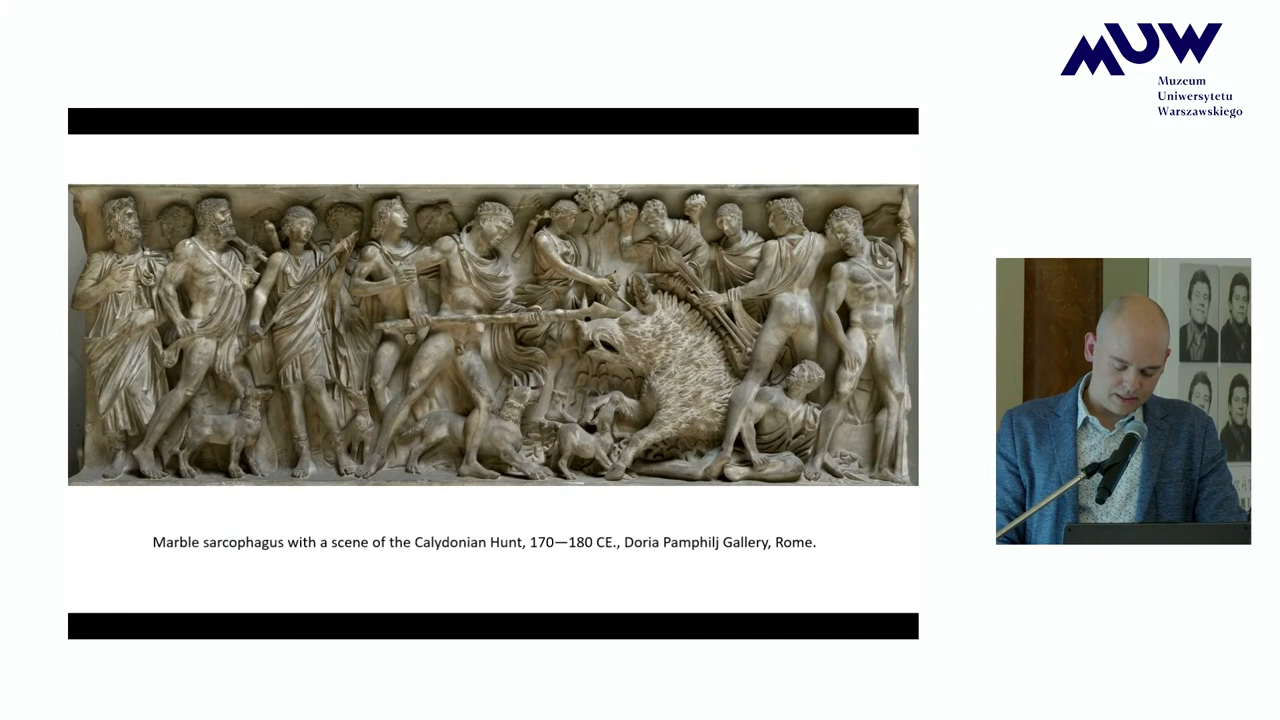 MUW
Muzeum
Uniwersytetu
Warszawskiego
Marble sarcophagus with a scene of the Calydonian Hunt, 170—180 CE., Doria Pamphilj Gallery, Rome.